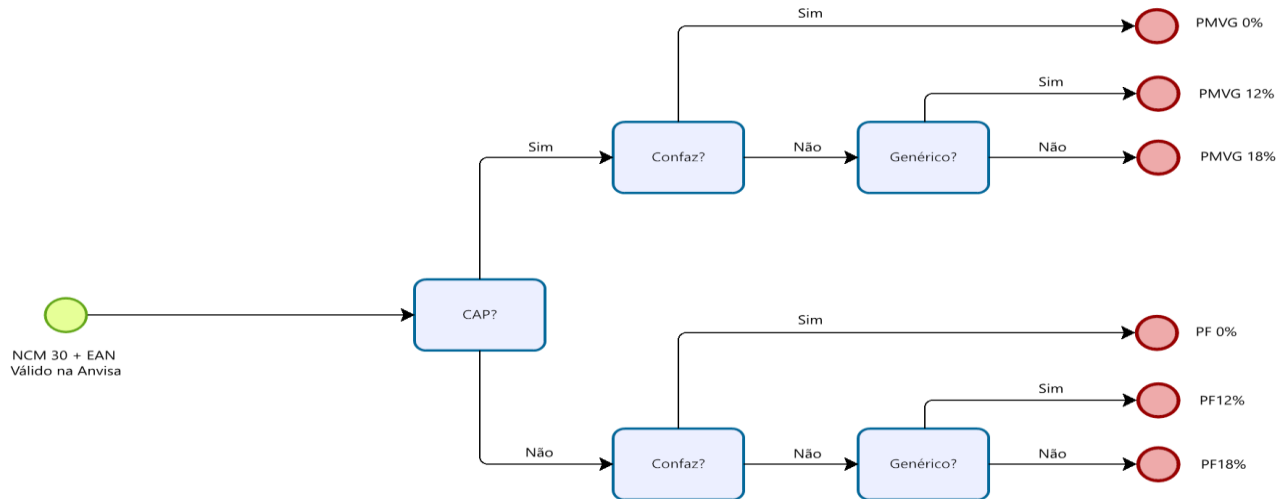 Sim
PMVG 0%
Sim
PMVG 12%
Sim
Confaz?
Não
Genérico?
Não
PMVG 18%
CAP?
NCM 30 + EAN
Válido na Anvisa
Sim
PF 0%
Sim
PF12%
Não
Confaz?
Não
Genérico?
Não
PF18%